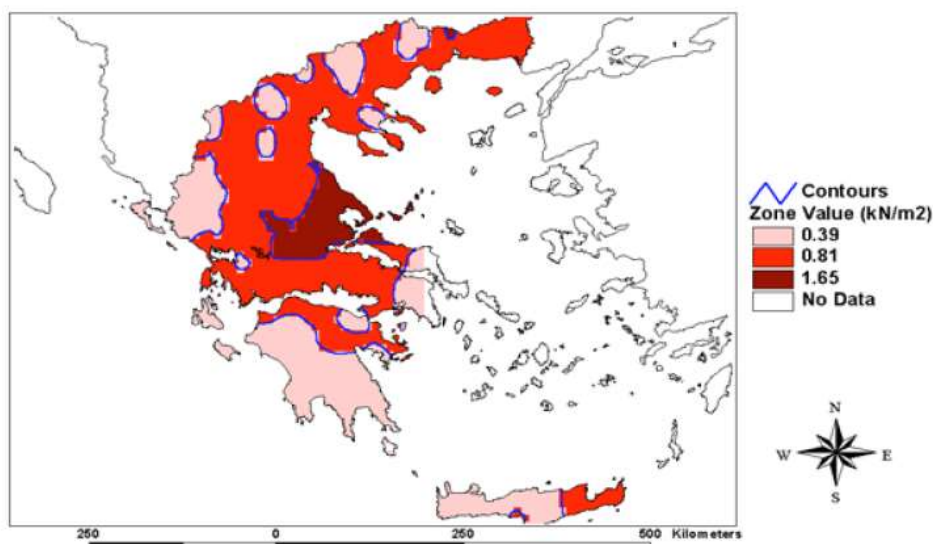 Contours
Zone Value (kN/m2)
0.39
0.81
1.65
No Data
N
W E
S
250 0 250 500 Kilometers